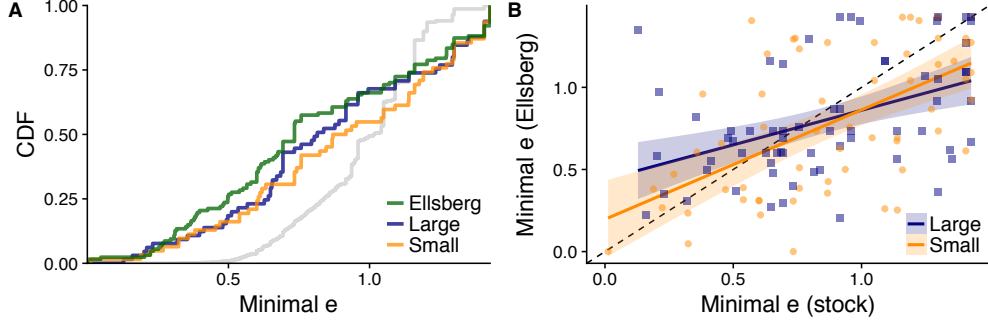 A
CDF
1.00
0.75
0.50
0.25
0.00
0.5
1.0
Minimal e
Ellsberg
Large
Small
B
Minimal e (Ellsberg)
1.0
0.5
0.0
0.0
0.5
1.0
Minimal e (stock)
Large
Small